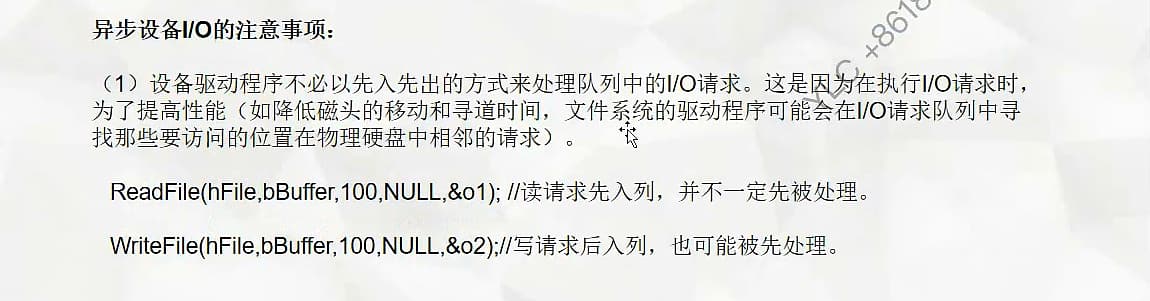 异步设备I/O的注意事项：
（1）设备驱动程序不必以先入先出的方式来处理队列中的I/O请求。这是因为在执行I/O请求时，
为了提高性能（如降低磁头的移动和寻道时间，文件系统的驱动程序可能会在I/O请求队列中寻
找那些要访问的位置在物理硬盘中相邻的请求）。
ReadFile(hFile,bBuffer,100,NULL,&o1); //读请求先入列，并不一定先被处理。
WriteFile(hFile,bBuffer,100,NULL,&o2);//写请求后入列，也可能被先处理。